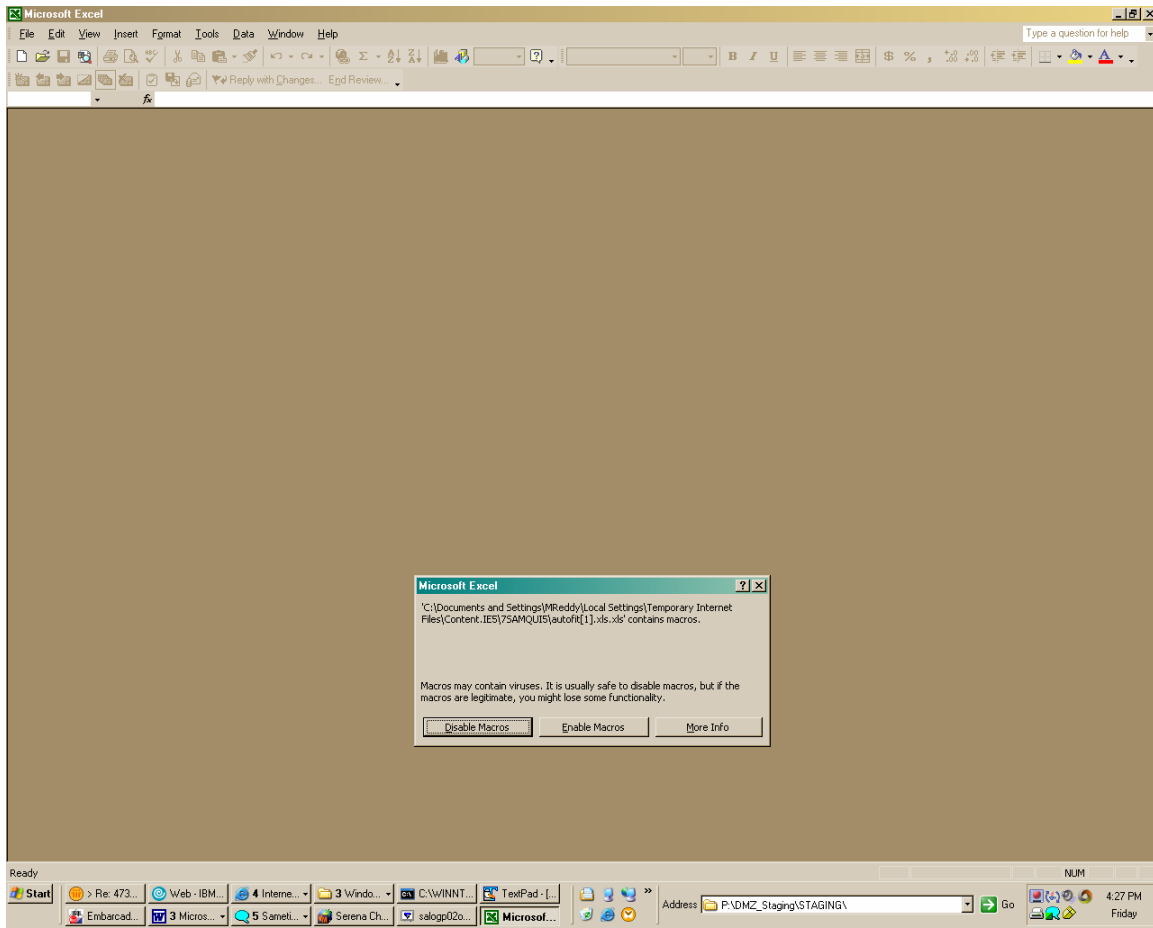 Microsoft Excel
File Edit View Insert Format Tools Data Window Help
Type a question for help
Reply with Changes... End Review...
Microsoft Excel
'C:\Documents and Settings\MReddy\Local Settings\Temporary Internet
Files\Content.IE5\7SAMQUI5\autofit[1].xls.xls' contains macros.
Macros may contain viruses. It is usually safe to disable macros, but if the
macros are legitimate, you might lose some functionality.
Disable Macros Enable Macros More Info
Ready NUM
Start > Re: 473... Web - IBM... 4 Interne... 3 Windo... C:\WINNT... TextPad - [...
Embarcad... 3 Micros... 5 Sameti... Serena Ch... salogp02o... Microsof...
Address P:\DMZ_Staging\STAGING\ Go
4:27 PM
Friday